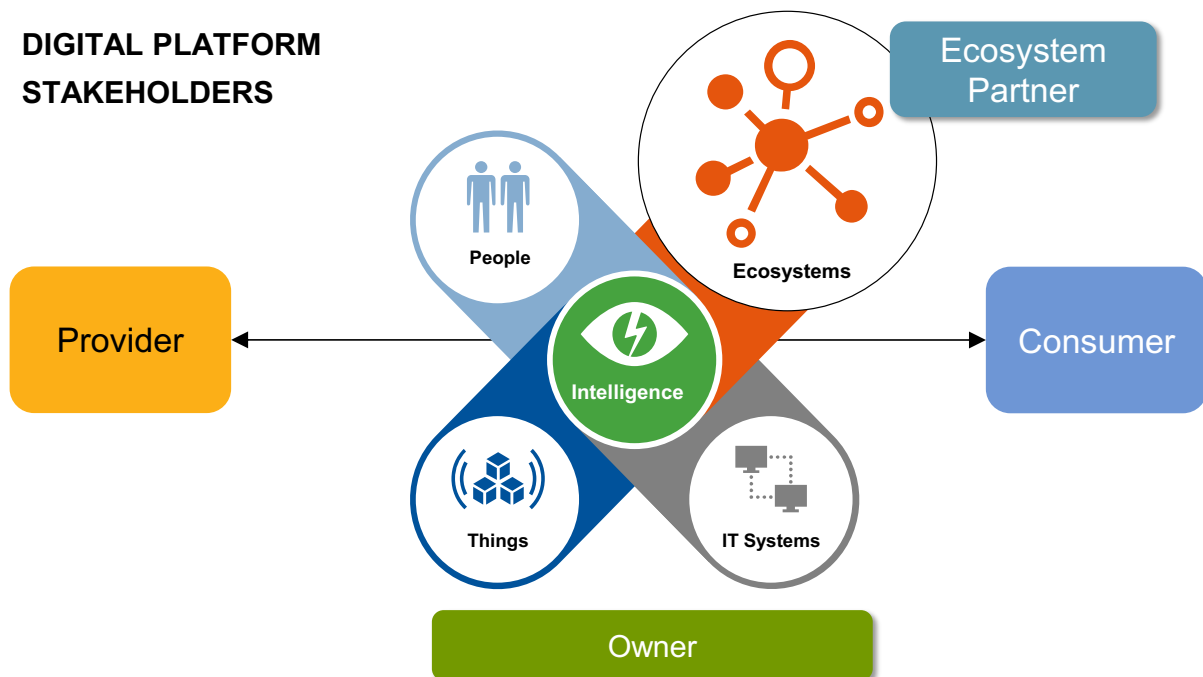 DIGITAL PLATFORM
STAKEHOLDERS
Ecosystem
Partner
People
Ecosystems
Provider
Consumer
Intelligence
Things
IT Systems
Owner